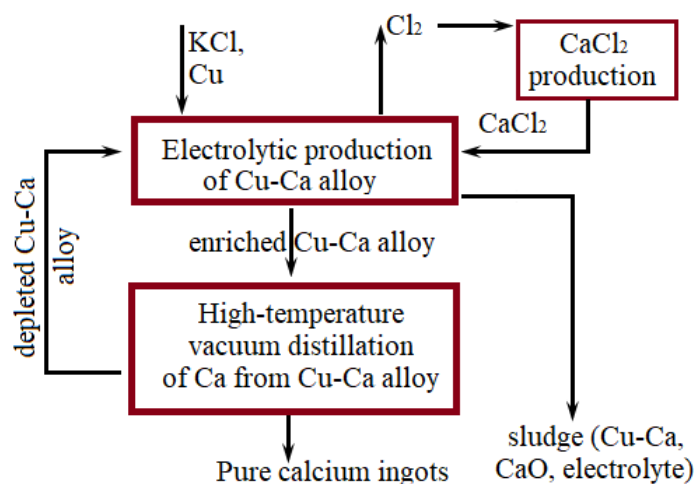 KCl,
Cu
Cl₂
CaCl₂
production
CaCl₂
Electrolytic production
of Cu-Ca alloy
depleted Cu-Ca
alloy
enriched Cu-Ca alloy
High-temperature
vacuum distillation
of Ca from Cu-Ca alloy
Pure calcium ingots
sludge (Cu-Ca,
CaO, electrolyte)